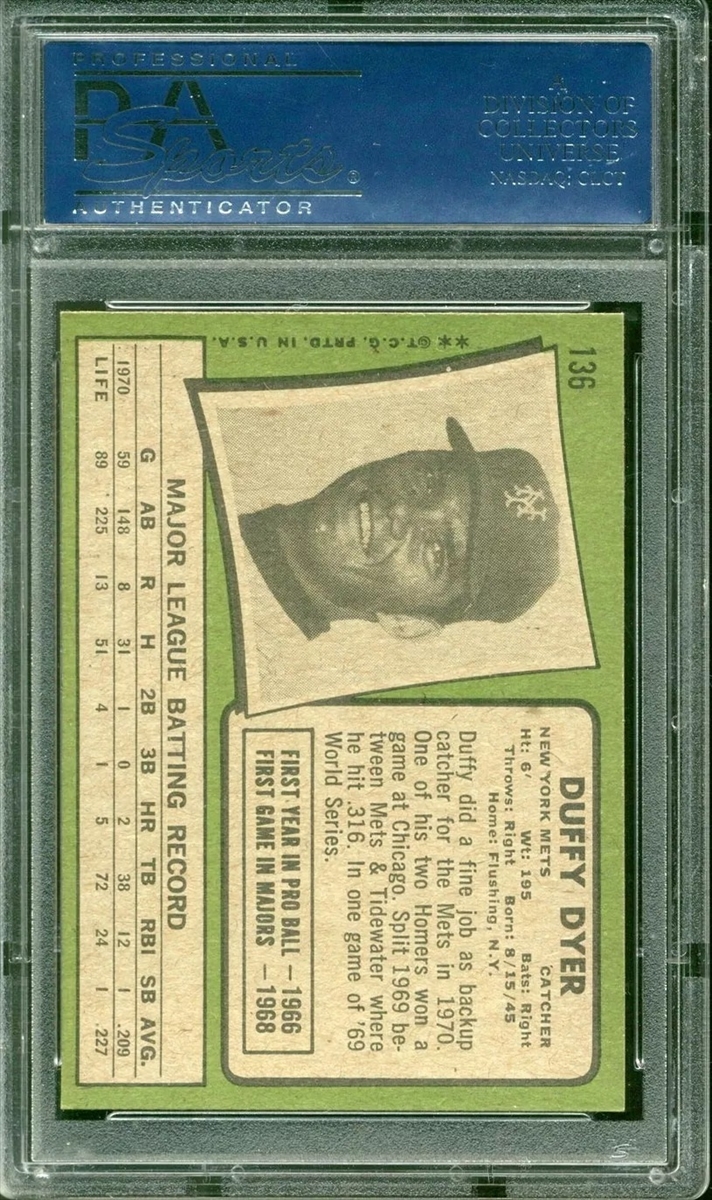 PROFESSIONAL
PSA
Sports®
AUTHENTICATOR
A
DIVISION OF
COLLECTORS
UNIVERSE
NASDAQ: CLCT
136
**©T.C.G. PRTD. IN U.S.A.
NY
DUFFY DYER
NEW YORK METS CATCHER
Ht: 6' Wt: 195 Bats: Right
Throws: Right Born: 8/15/45
Home: Flushing, N.Y.
Duffy did a fine job as backup
catcher for the Mets in 1970.
One of his two Homers won a
game at Chicago. Split 1969 be-
tween Mets & Tidewater where
he hit .316. In one game of '69
World Series.
FIRST YEAR IN PRO BALL — 1966
FIRST GAME IN MAJORS — 1968
MAJOR LEAGUE BATTING RECORD
G AB R H 2B 3B HR TB RBI SB AVG.
1970 59 148 8 31 1 0 2 38 12 1 .209
LIFE 89 225 13 51 4 1 5 72 24 1 .227